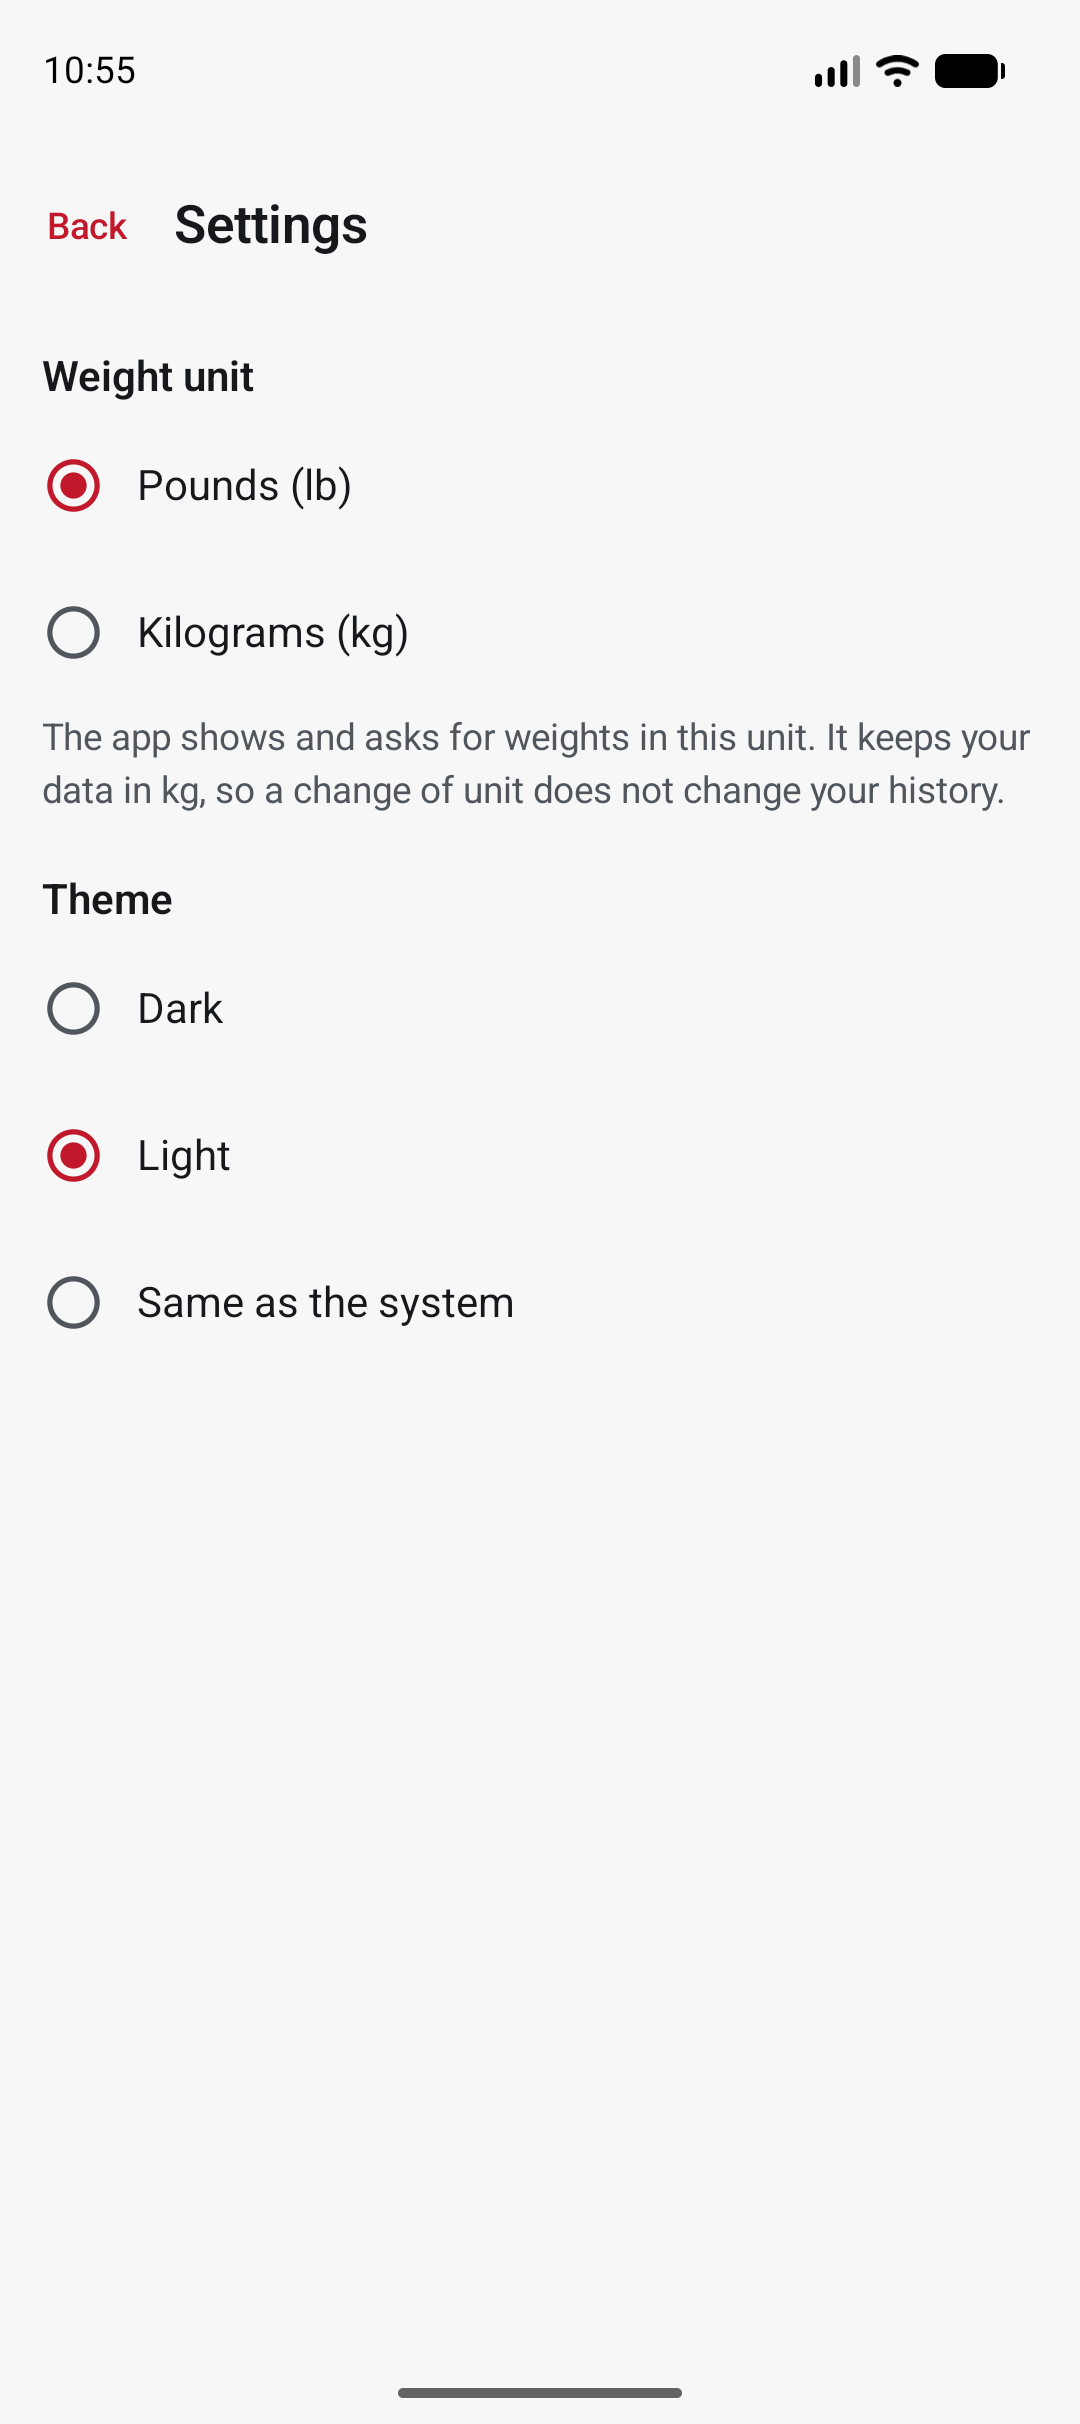 10:55
Back Settings
Weight unit
Pounds (lb)
Kilograms (kg)
The app shows and asks for weights in this unit. It keeps your
data in kg, so a change of unit does not change your history.
Theme
Dark
Light
Same as the system